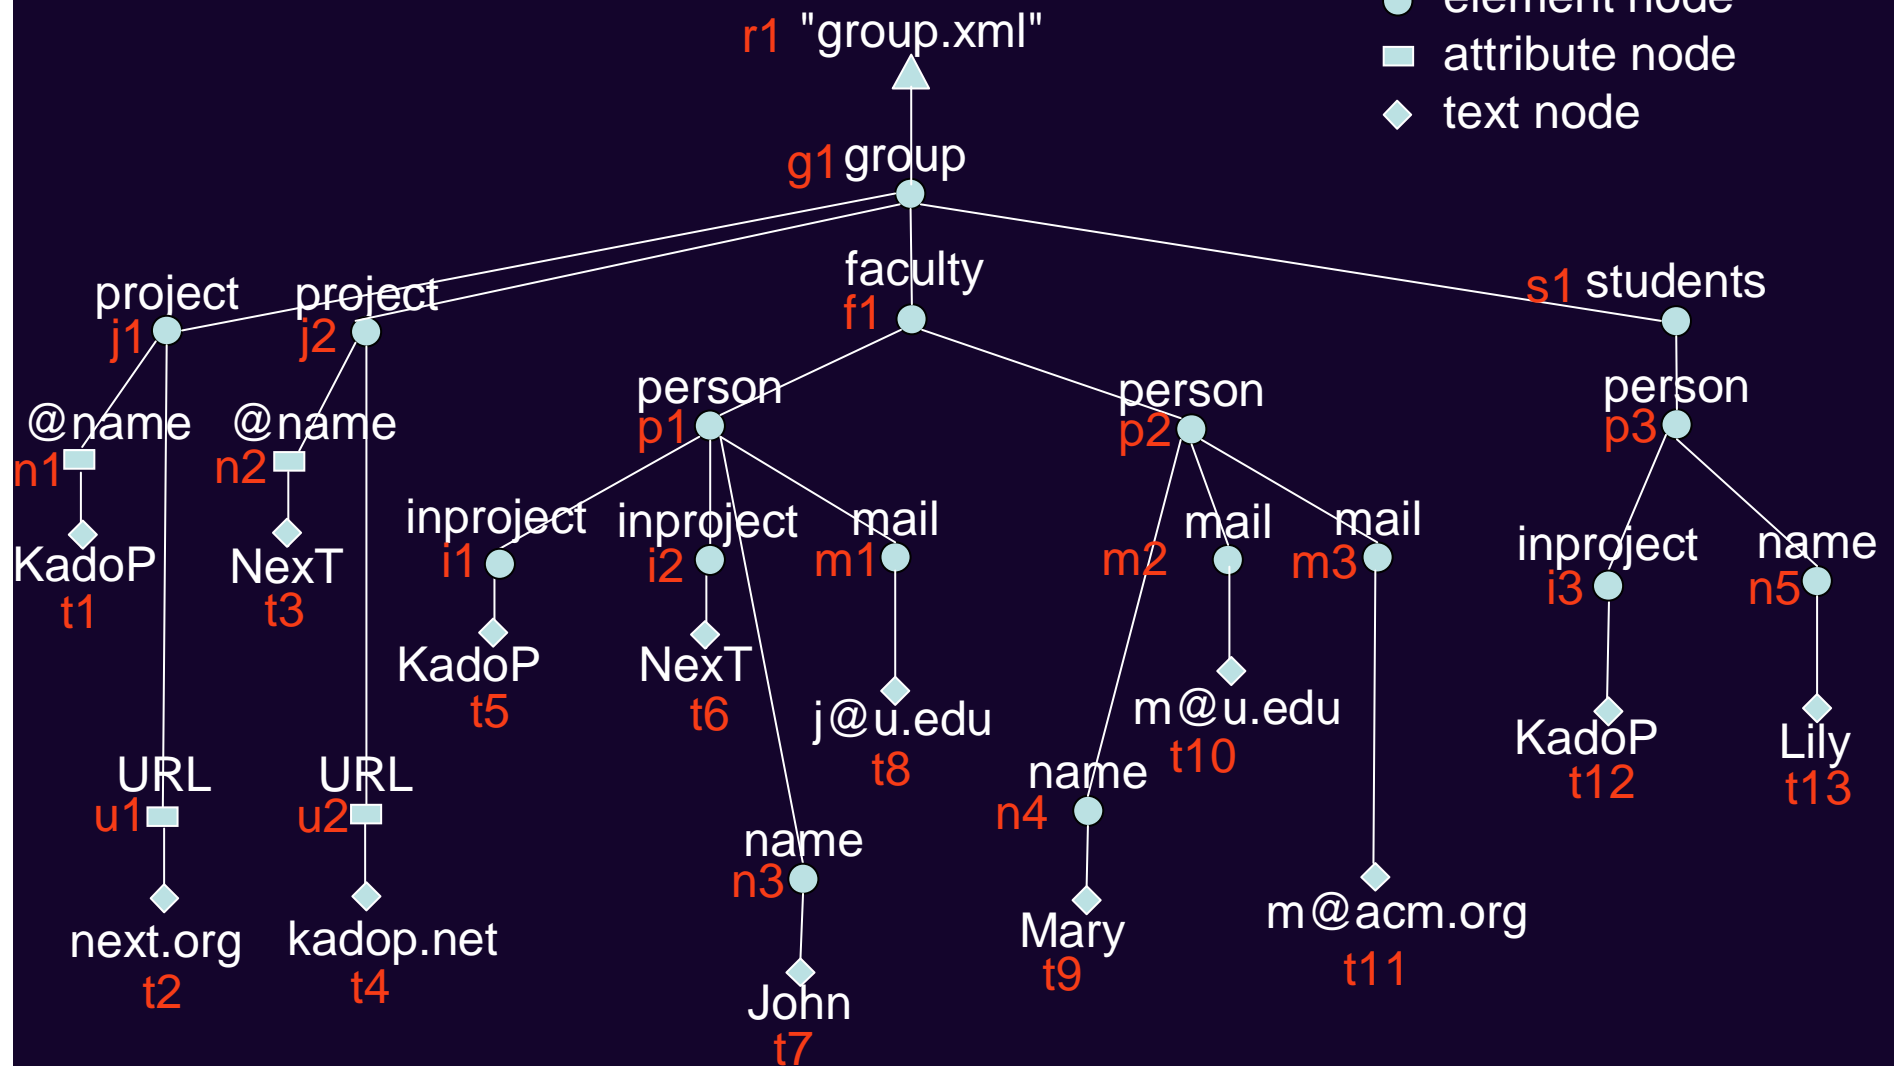 element node
r1 "group.xml"
attribute node
text node
g1 group
project
j1
project
j2
faculty
f1
s1 students
@name
n1
@name
n2
person
p1
person
p2
person
p3
inproject
i1
inproject
i2
mail
m1
mail
m2
mail
m3
inproject
i3
name
n5
KadoP
t1
NexT
t3
KadoP
t5
NexT
t6
j@u.edu
t8
m@u.edu
t10
KadoP
t12
Lily
t13
URL
u1
URL
u2
name
n4
name
n3
next.org
t2
kadop.net
t4
Mary
t9
m@acm.org
t11
John
t7